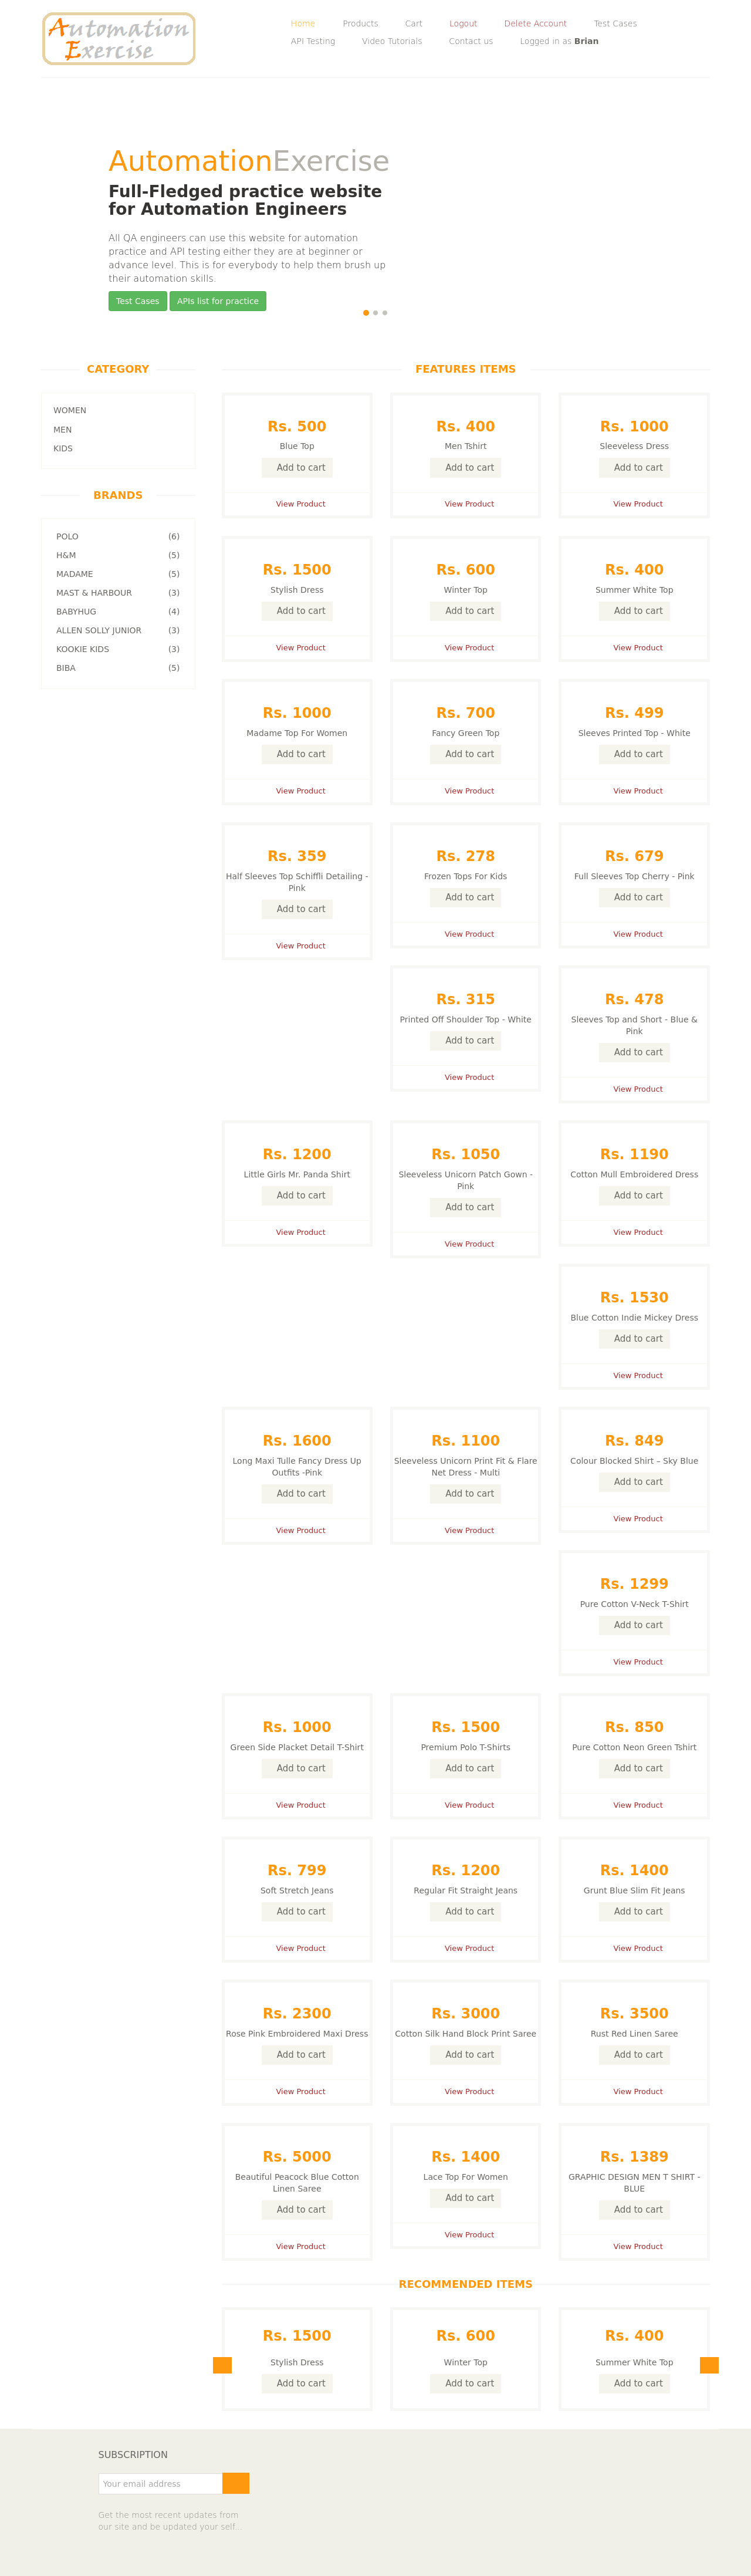 Automation
Exercise
Home Products Cart Logout Delete Account Test Cases
API Testing Video Tutorials Contact us Logged in as Brian
AutomationExercise
Full-Fledged practice website
for Automation Engineers
All QA engineers can use this website for automation
practice and API testing either they are at beginner or
advance level. This is for everybody to help them brush up
their automation skills.
Test Cases APIs list for practice
CATEGORY
WOMEN
MEN
KIDS
BRANDS
POLO (6)
H&M (5)
MADAME (5)
MAST & HARBOUR (3)
BABYHUG (4)
ALLEN SOLLY JUNIOR (3)
KOOKIE KIDS (3)
BIBA (5)
FEATURES ITEMS
Rs. 500
Blue Top
Add to cart
View Product
Rs. 400
Men Tshirt
Add to cart
View Product
Rs. 1000
Sleeveless Dress
Add to cart
View Product
Rs. 1500
Stylish Dress
Add to cart
View Product
Rs. 600
Winter Top
Add to cart
View Product
Rs. 400
Summer White Top
Add to cart
View Product
Rs. 1000
Madame Top For Women
Add to cart
View Product
Rs. 700
Fancy Green Top
Add to cart
View Product
Rs. 499
Sleeves Printed Top - White
Add to cart
View Product
Rs. 359
Half Sleeves Top Schiffli Detailing -
Pink
Add to cart
View Product
Rs. 278
Frozen Tops For Kids
Add to cart
View Product
Rs. 679
Full Sleeves Top Cherry - Pink
Add to cart
View Product
Rs. 315
Printed Off Shoulder Top - White
Add to cart
View Product
Rs. 478
Sleeves Top and Short - Blue &
Pink
Add to cart
View Product
Rs. 1200
Little Girls Mr. Panda Shirt
Add to cart
View Product
Rs. 1050
Sleeveless Unicorn Patch Gown -
Pink
Add to cart
View Product
Rs. 1190
Cotton Mull Embroidered Dress
Add to cart
View Product
Rs. 1530
Blue Cotton Indie Mickey Dress
Add to cart
View Product
Rs. 1600
Long Maxi Tulle Fancy Dress Up
Outfits -Pink
Add to cart
View Product
Rs. 1100
Sleeveless Unicorn Print Fit & Flare
Net Dress - Multi
Add to cart
View Product
Rs. 849
Colour Blocked Shirt – Sky Blue
Add to cart
View Product
Rs. 1299
Pure Cotton V-Neck T-Shirt
Add to cart
View Product
Rs. 1000
Green Side Placket Detail T-Shirt
Add to cart
View Product
Rs. 1500
Premium Polo T-Shirts
Add to cart
View Product
Rs. 850
Pure Cotton Neon Green Tshirt
Add to cart
View Product
Rs. 799
Soft Stretch Jeans
Add to cart
View Product
Rs. 1200
Regular Fit Straight Jeans
Add to cart
View Product
Rs. 1400
Grunt Blue Slim Fit Jeans
Add to cart
View Product
Rs. 2300
Rose Pink Embroidered Maxi Dress
Add to cart
View Product
Rs. 3000
Cotton Silk Hand Block Print Saree
Add to cart
View Product
Rs. 3500
Rust Red Linen Saree
Add to cart
View Product
Rs. 5000
Beautiful Peacock Blue Cotton
Linen Saree
Add to cart
View Product
Rs. 1400
Lace Top For Women
Add to cart
View Product
Rs. 1389
GRAPHIC DESIGN MEN T SHIRT -
BLUE
Add to cart
View Product
RECOMMENDED ITEMS
Rs. 1500
Stylish Dress
Add to cart
Rs. 600
Winter Top
Add to cart
Rs. 400
Summer White Top
Add to cart
SUBSCRIPTION
Your email address
Get the most recent updates from
our site and be updated your self...